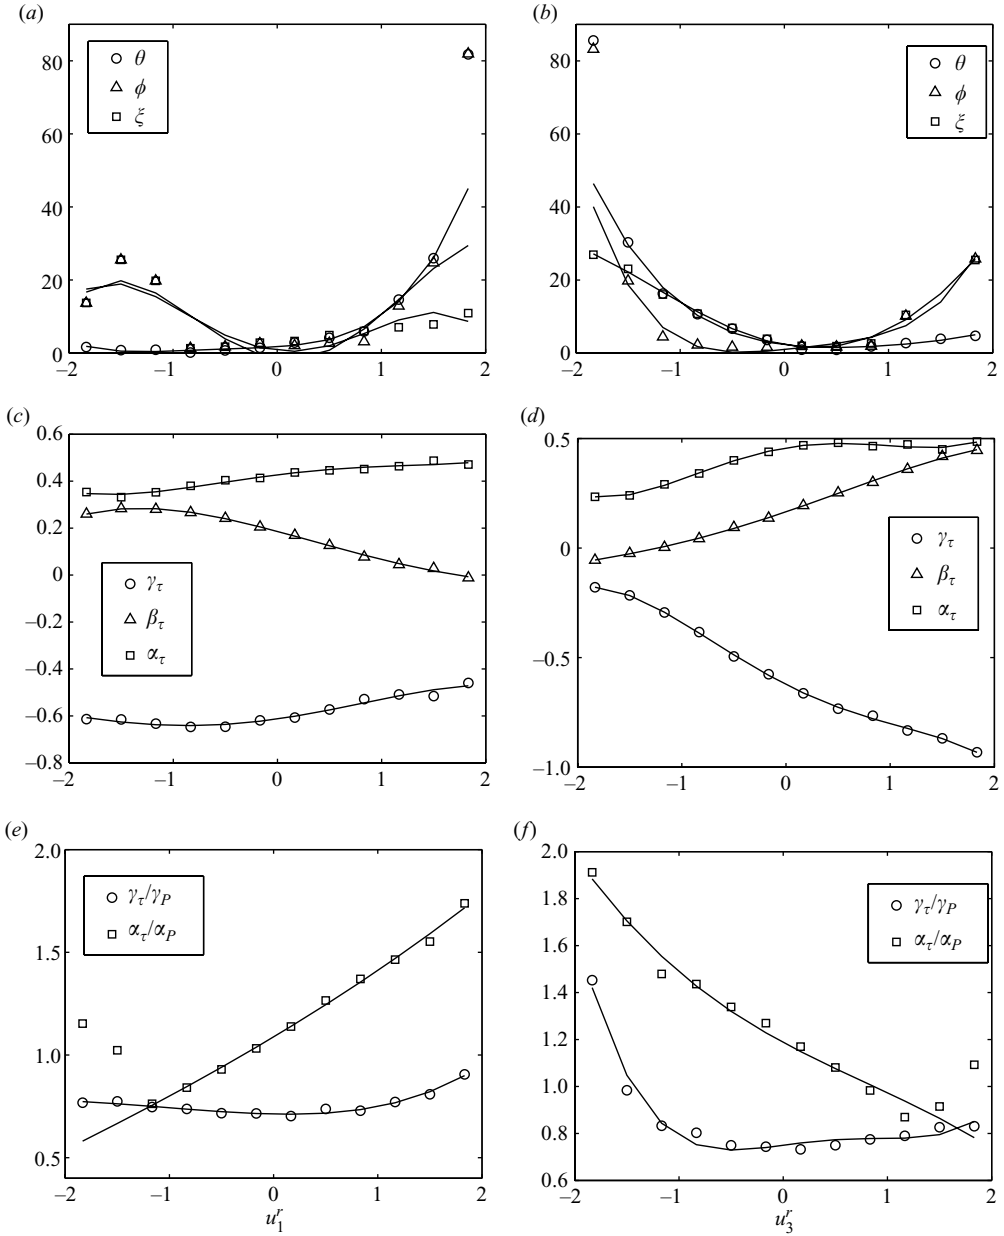 (a) (b)
80 80
60 60
40 40
20 20
0 0
−2 −1 0 1 2 −2 −1 0 1 2
θ θ
ϕ ϕ
ξ ξ
(c) (d)
0.6 0.5
0.4
0.2 0
0
−0.2
−0.4 −0.5
−0.6
−0.8 −1.0
−2 −1 0 1 2 −2 −1 0 1 2
γτ γτ
βτ βτ
ατ ατ
(e) (f)
2.0 2.0
1.8
1.5 1.6
1.4
1.0 1.2
1.0
0.8
0.5 0.6
−2 −1 0 1 2 −2 −1 0 1 2
γτ/γP γτ/γP
ατ/αP ατ/αP
u₁ʳ u₃ʳ